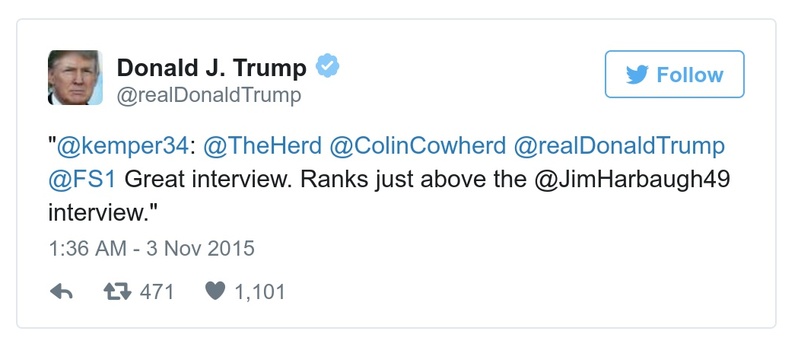 Donald J. Trump
@realDonaldTrump
Follow
"@kemper34: @TheHerd @ColinCowherd @realDonaldTrump
@FS1 Great interview. Ranks just above the @JimHarbaugh49
interview."
1:36 AM - 3 Nov 2015
471 1,101